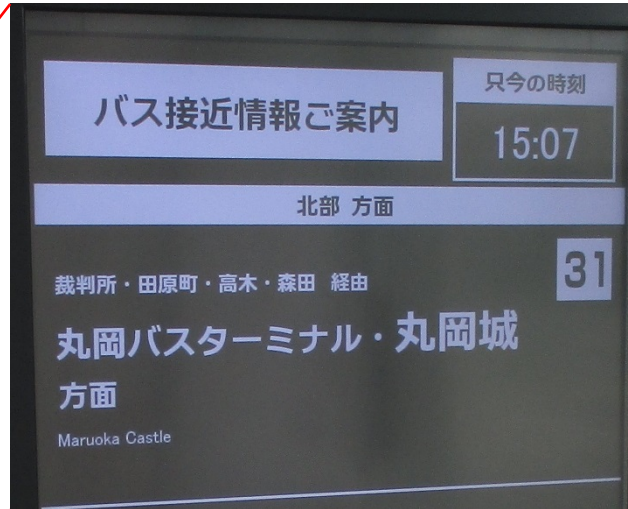 バス接近情報ご案内
只今の時刻
15:07
北部 方面
裁判所・田原町・高木・森田 経由
31
丸岡バスターミナル・丸岡城
方面
Maruoka Castle